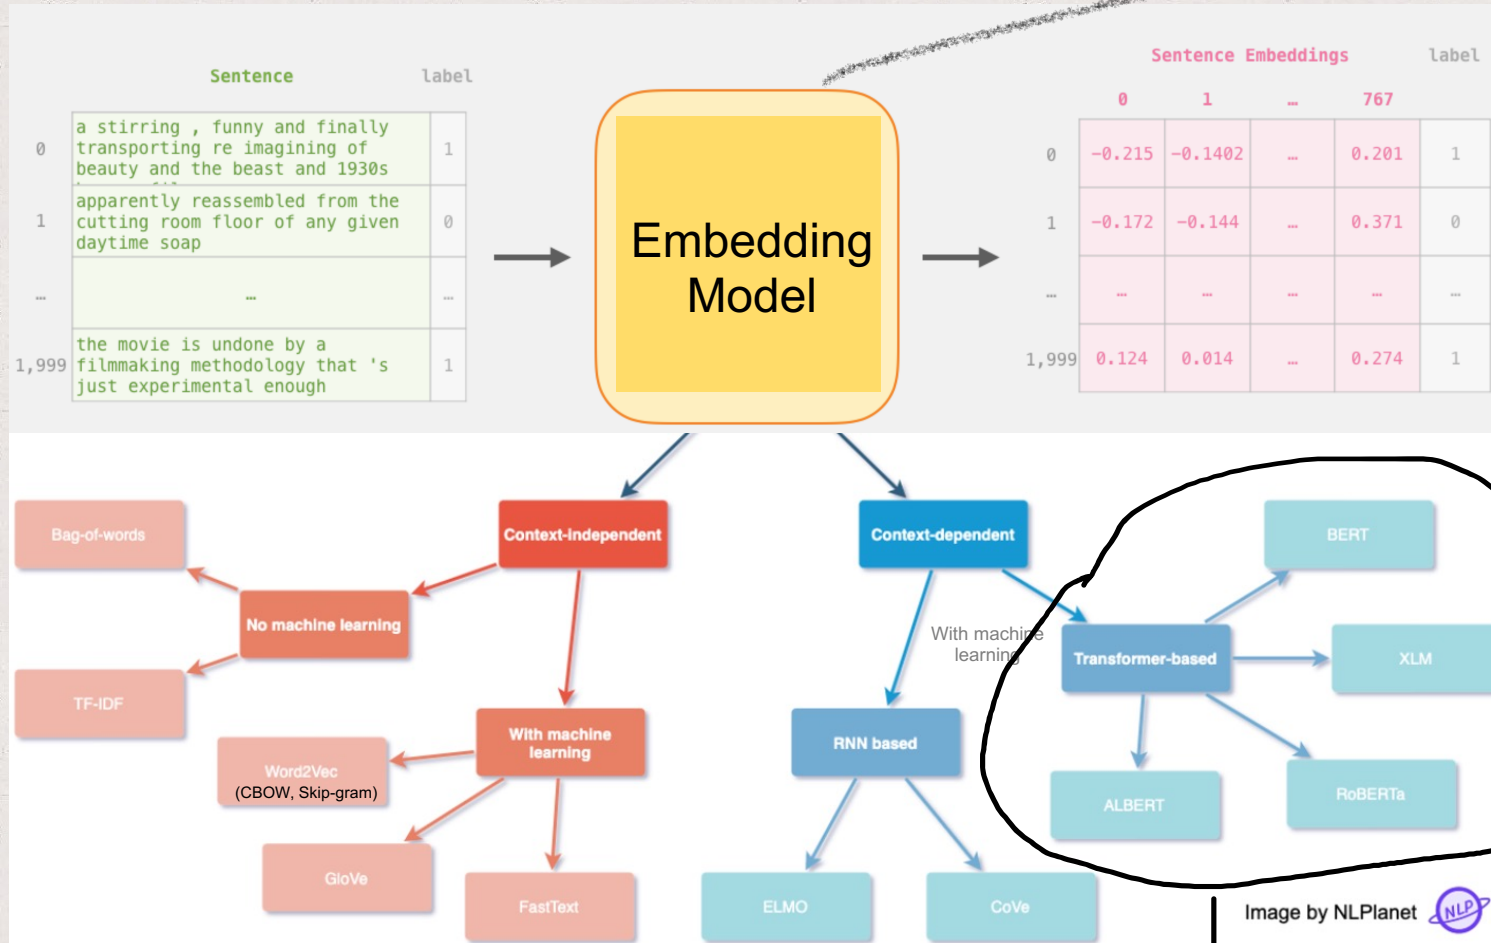 Sentence label
0 a stirring , funny and finally 1
transporting re imagining of
beauty and the beast and 1930s
1 apparently reassembled from the 0
cutting room floor of any given
daytime soap
… … …
1,999 the movie is undone by a 1
filmmaking methodology that 's
just experimental enough
Embedding
Model
Sentence Embeddings label
0 1 … 767
0 -0.215 -0.1402 … 0.201 1
1 -0.172 -0.144 … 0.371 0
… … … … … …
1,999 0.124 0.014 … 0.274 1
Bag-of-words
Context-independent
Context-dependent
BERT
No machine learning
With machine
learning
Transformer-based
XLM
TF-IDF
With machine
learning
RNN based
Word2Vec
(CBOW, Skip-gram)
ALBERT
RoBERTa
GloVe
FastText
ELMO
CoVe
Image by NLPlanet
NLP